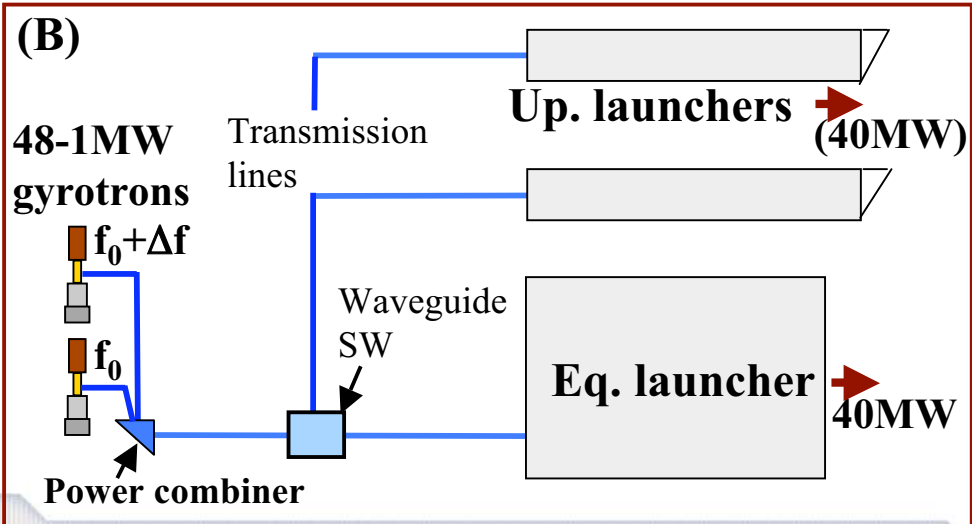 (B)
48-1MW
gyrotrons
f₀+Δf
f₀
Power combiner
Transmission
lines
Waveguide
SW
Up. launchers
(40MW)
Eq. launcher
40MW